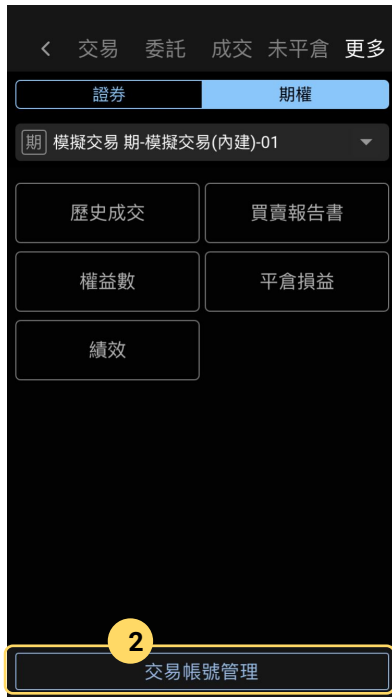 < 交易 委託 成交 未平倉 更多
證券 期權
期 模擬交易 期-模擬交易(內建)-01
歷史成交 買賣報告書
權益數 平倉損益
績效
2
交易帳號管理